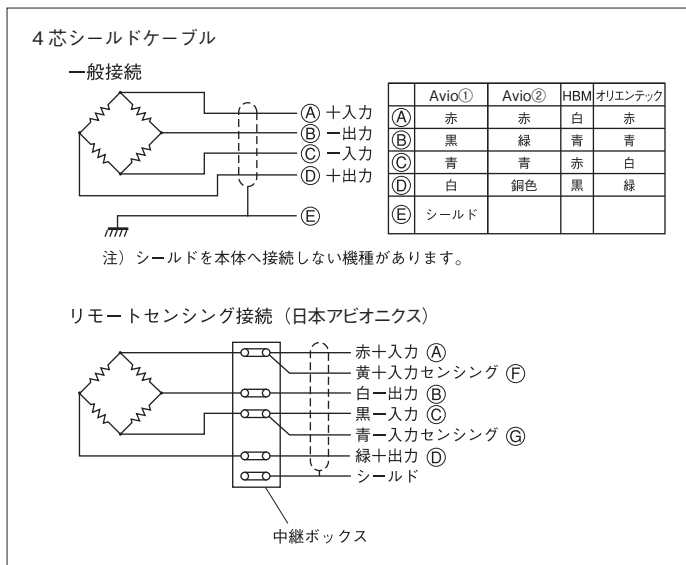 4芯シールドケーブル
一般接続
Ⓐ +入力
Ⓑ -出力
Ⓒ -入力
Ⓓ +出力
Ⓔ
Avio① Avio② HBM オリエンテック
Ⓐ 赤 赤 白 赤
Ⓑ 黒 緑 青 青
Ⓒ 青 青 赤 白
Ⓓ 白 銅色 黒 緑
Ⓔ シールド
注）シールドを本体へ接続しない機種があります。
リモートセンシング接続（日本アビオニクス）
赤+入力 Ⓐ
黄+入力センシング Ⓕ
白-出力 Ⓑ
黒-入力 Ⓒ
青-入力センシング Ⓖ
緑+出力 Ⓓ
シールド
中継ボックス